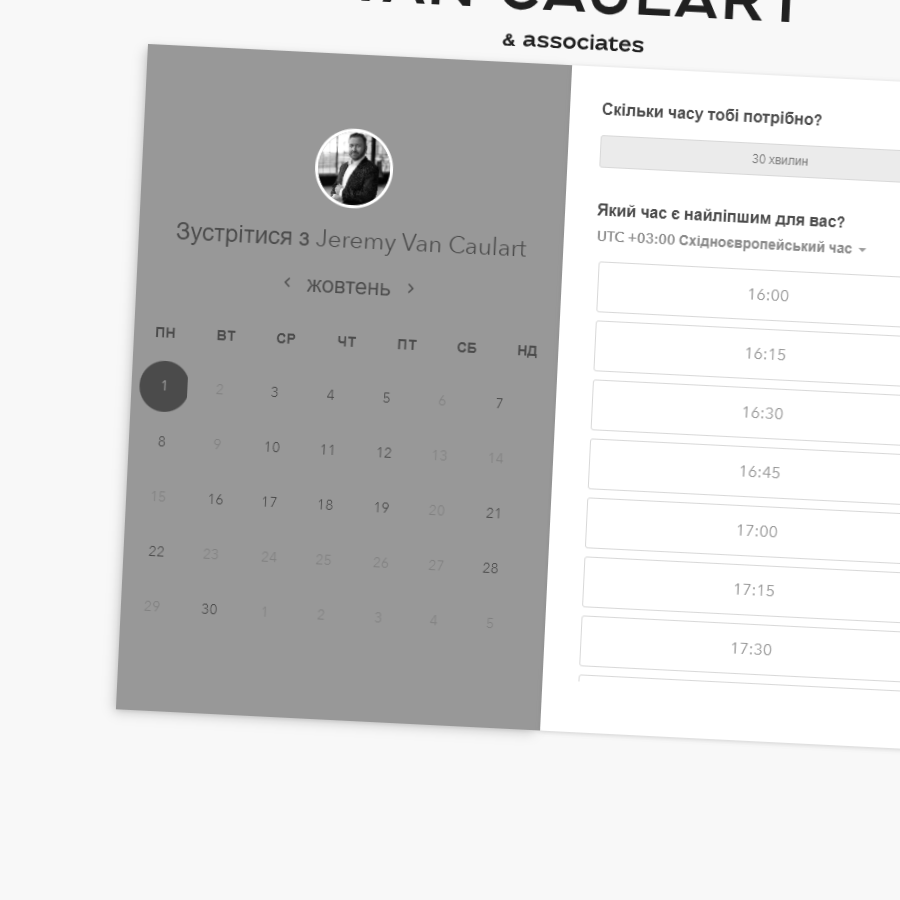 VAN CAULART
& associates
Зустрітися з Jeremy Van Caulart
жовтень
ПН ВТ СР ЧТ ПТ СБ НД
1 2 3 4 5 6 7
8 9 10 11 12 13 14
15 16 17 18 19 20 21
22 23 24 25 26 27 28
29 30 1 2 3 4 5
Скільки часу тобі потрібно?
30 хвилин
Який час є найліпшим для вас?
UTC +03:00 Східноєвропейський час
16:00
16:15
16:30
16:45
17:00
17:15
17:30